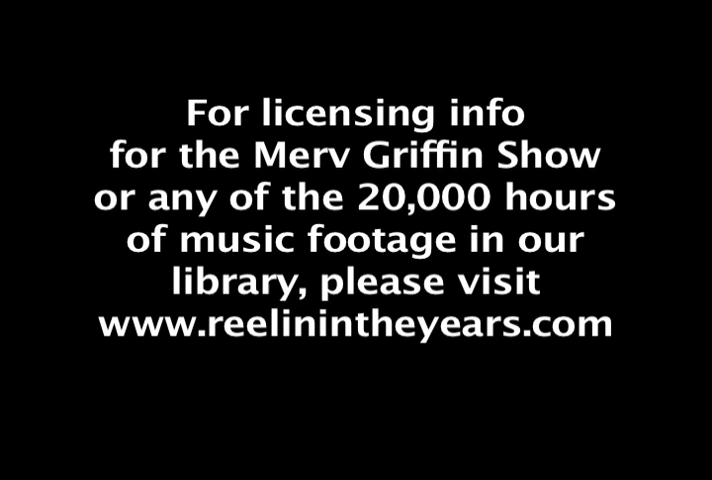 For licensing info
for the Merv Griffin Show
or any of the 20,000 hours
of music footage in our
library, please visit
www.reelinintheyears.com